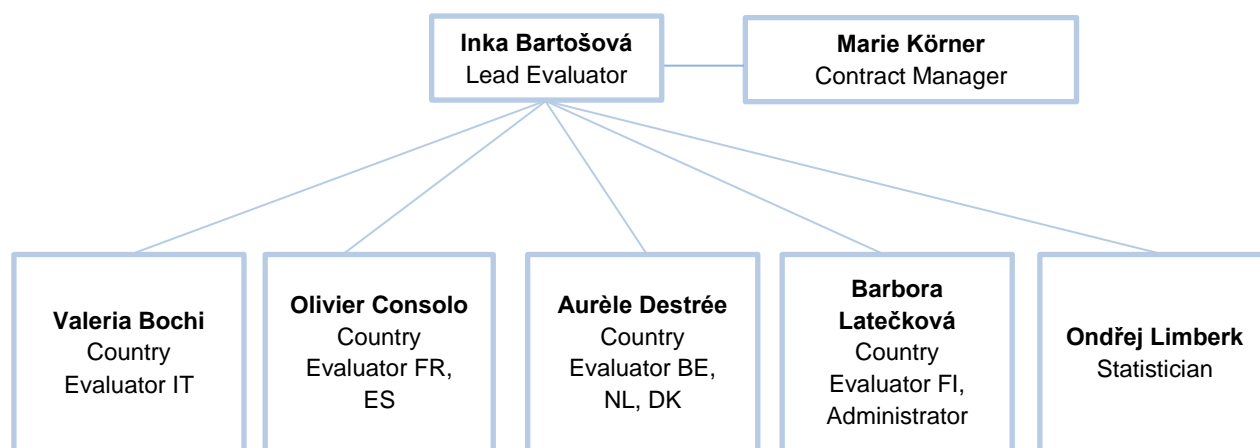 Inka Bartošová
Lead Evaluator
Marie Körner
Contract Manager
Valeria Bochi
Country
Evaluator IT
Olivier Consolo
Country
Evaluator FR,
ES
Aurèle Destrée
Country
Evaluator BE,
NL, DK
Barbora
Latečková
Country
Evaluator FI,
Administrator
Ondřej Limberk
Statistician